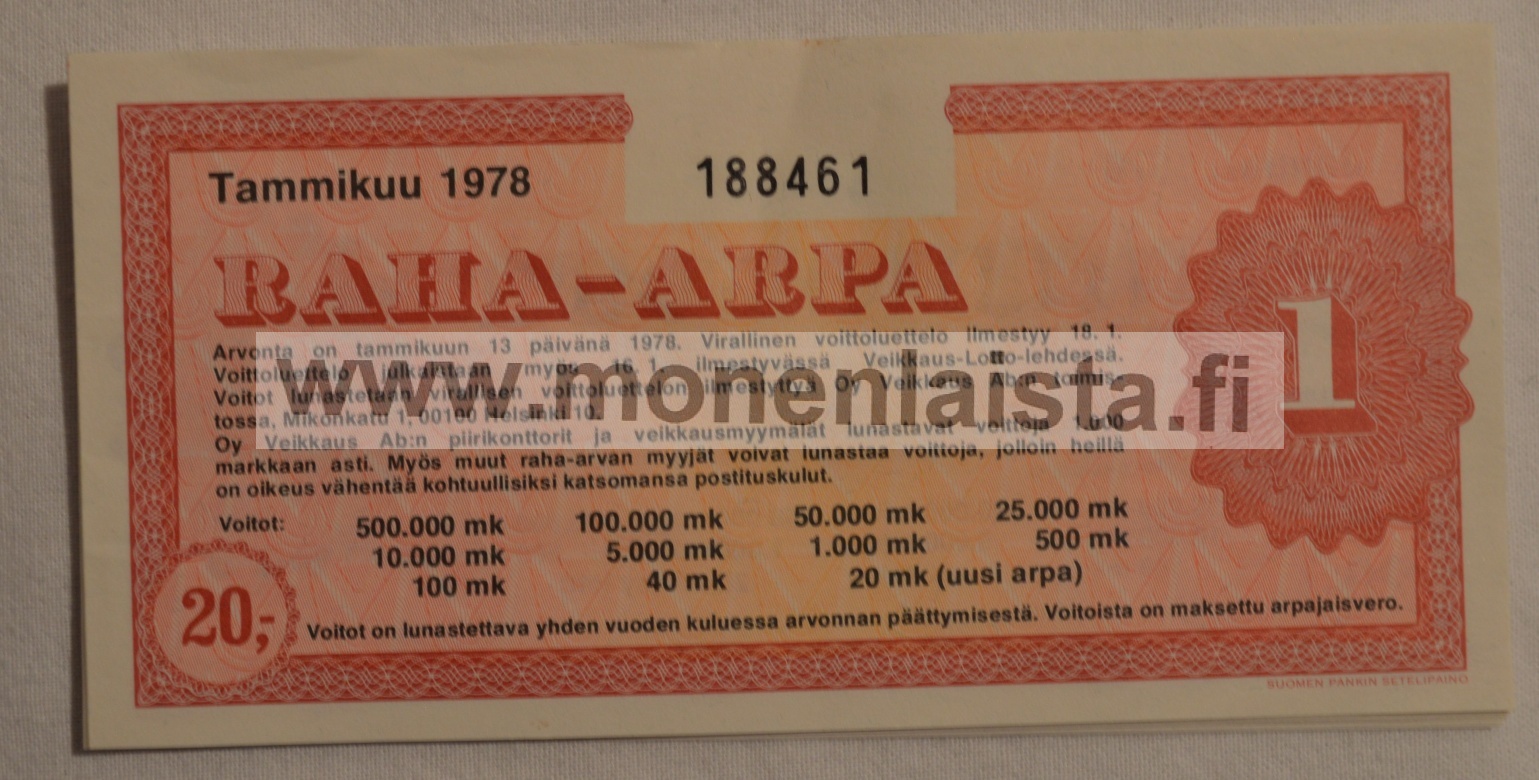 Tammikuu 1978
188461
RAHA-ARPA
1
Arvonta on tammikuun 13 päivänä 1978. Virallinen voittoluettelo ilmestyy 18. 1.
Voittoluettelo julkaistaan myös 16. 1. ilmestyvässä Veikkaus-Lotto-lehdessä.
Voitot lunastetaan virallisen voittoluettelon ilmestyttyä Oy Veikkaus Ab:n toimis-
tossa, Mikonkatu 1, 00100 Helsinki 10.
www.monenlaista.fi
Oy Veikkaus Ab:n piirikonttorit ja veikkausmyymälät lunastavat voittoja 1.000
markkaan asti. Myös muut raha-arvan myyjät voivat lunastaa voittoja, jolloin heillä
on oikeus vähentää kohtuullisiksi katsomansa postituskulut.
Voitot: 500.000 mk 100.000 mk 50.000 mk 25.000 mk
10.000 mk 5.000 mk 1.000 mk 500 mk
100 mk 40 mk 20 mk (uusi arpa)
20,-
Voitot on lunastettava yhden vuoden kuluessa arvonnan päättymisestä. Voitoista on maksettu arpajaisvero.
SUOMEN PANKIN SETELIPAINO